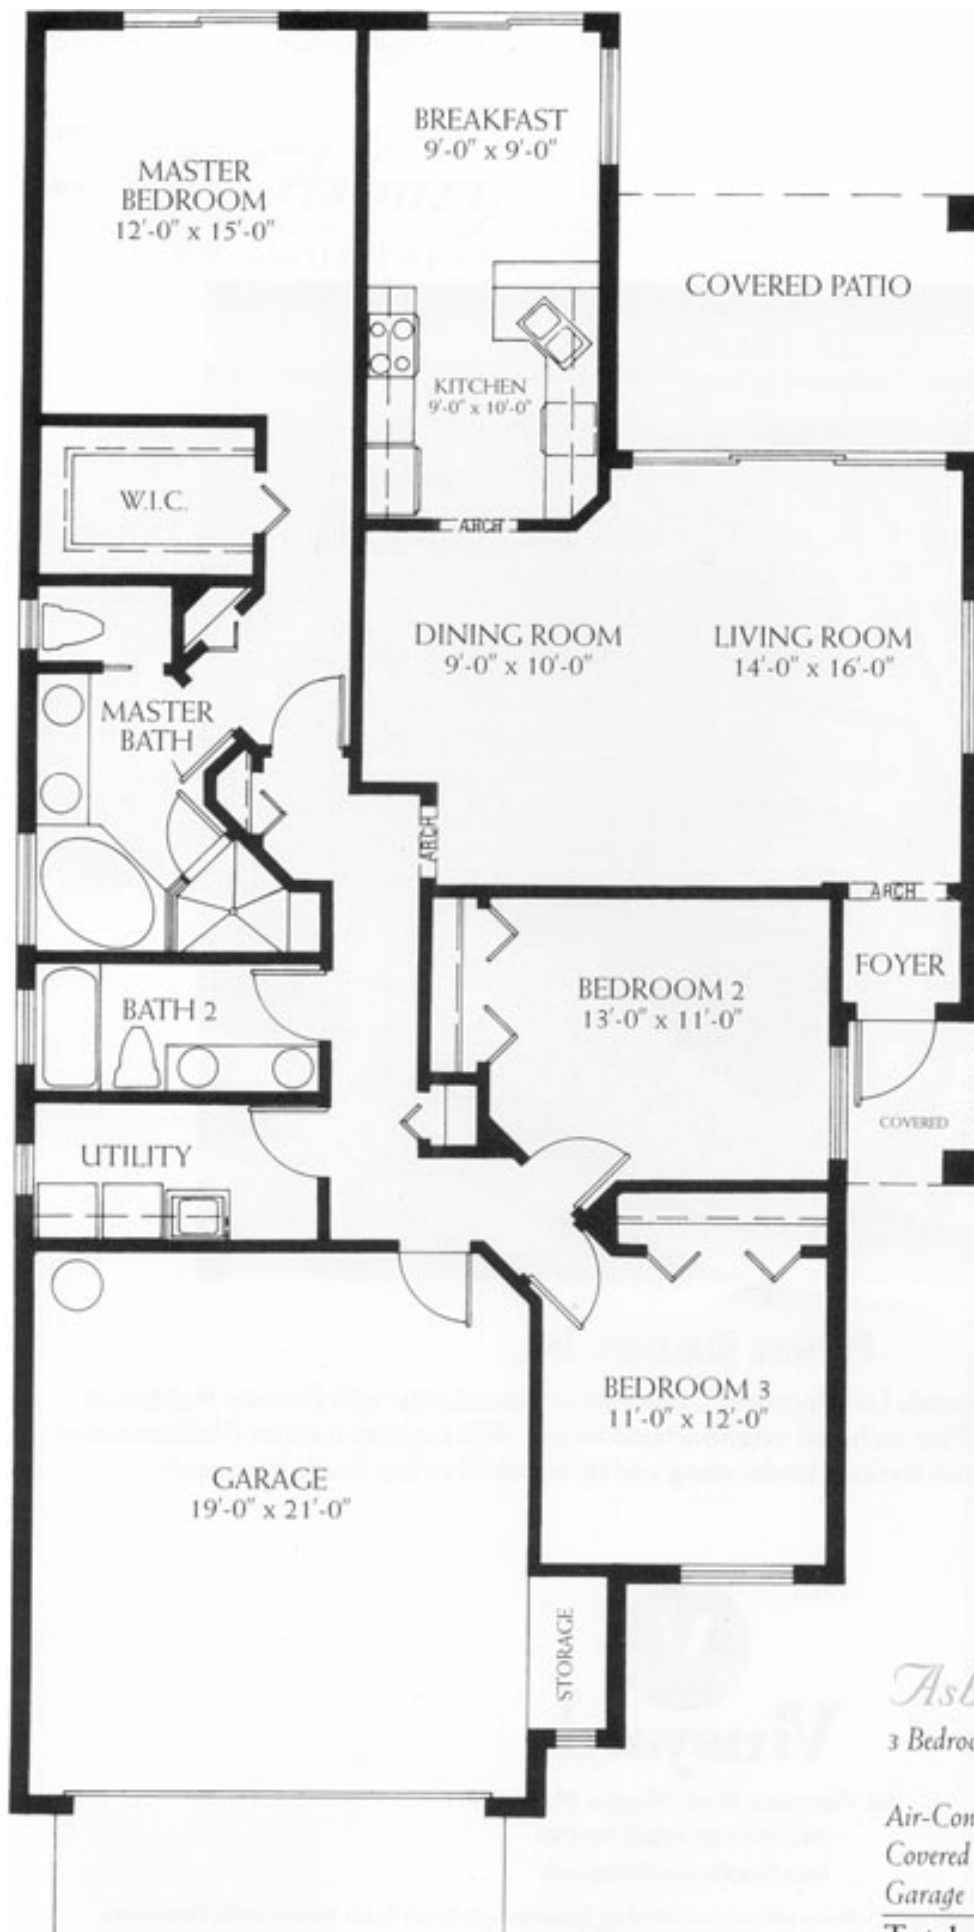 BREAKFAST
9'-0" x 9'-0"
MASTER
BEDROOM
12'-0" x 15'-0"
COVERED PATIO
KITCHEN
9'-0" x 10'-0"
W.I.C.
ARCH
DINING ROOM
9'-0" x 10'-0"
LIVING ROOM
14'-0" x 16'-0"
MASTER
BATH
ARCH
ARCH
FOYER
BEDROOM 2
13'-0" x 11'-0"
BATH 2
COVERED
UTILITY
BEDROOM 3
11'-0" x 12'-0"
GARAGE
19'-0" x 21'-0"
STORAGE
Asb
3 Bedroo
Air-Con
Covered
Garage